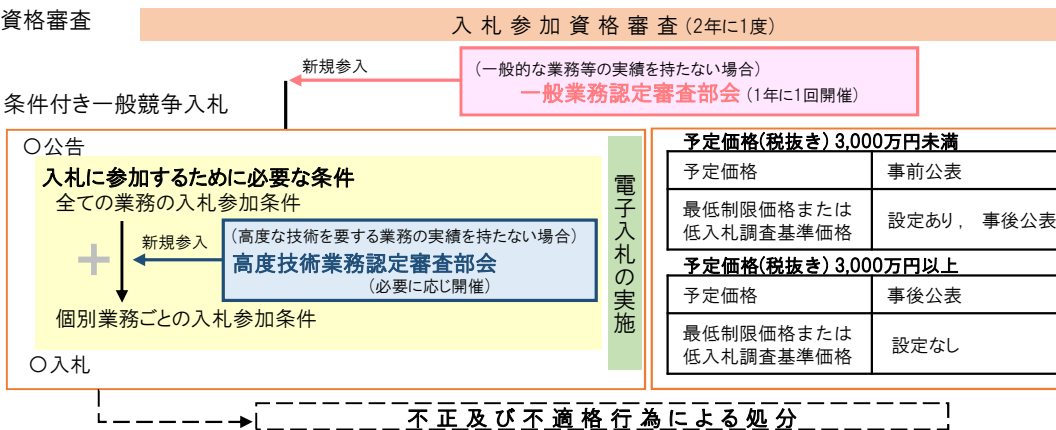 資格審査
入札参加資格審査(2年に1度)
新規参入
(一般的な業務等の実績を持たない場合)
一般業務認定審査部会(1年に1回開催)
条件付き一般競争入札
○公告
入札に参加するために必要な条件
全ての業務の入札参加条件
+
新規参入
(高度な技術を要する業務の実績を持たない場合)
高度技術業務認定審査部会
(必要に応じ開催)
個別業務ごとの入札参加条件
○入札
電子入札の実施
予定価格(税抜き) 3,000万円未満
予定価格 事前公表
最低制限価格または
低入札調査基準価格 設定あり, 事後公表
予定価格(税抜き) 3,000万円以上
予定価格 事後公表
最低制限価格または
低入札調査基準価格 設定なし
不正及び不適格行為による処分